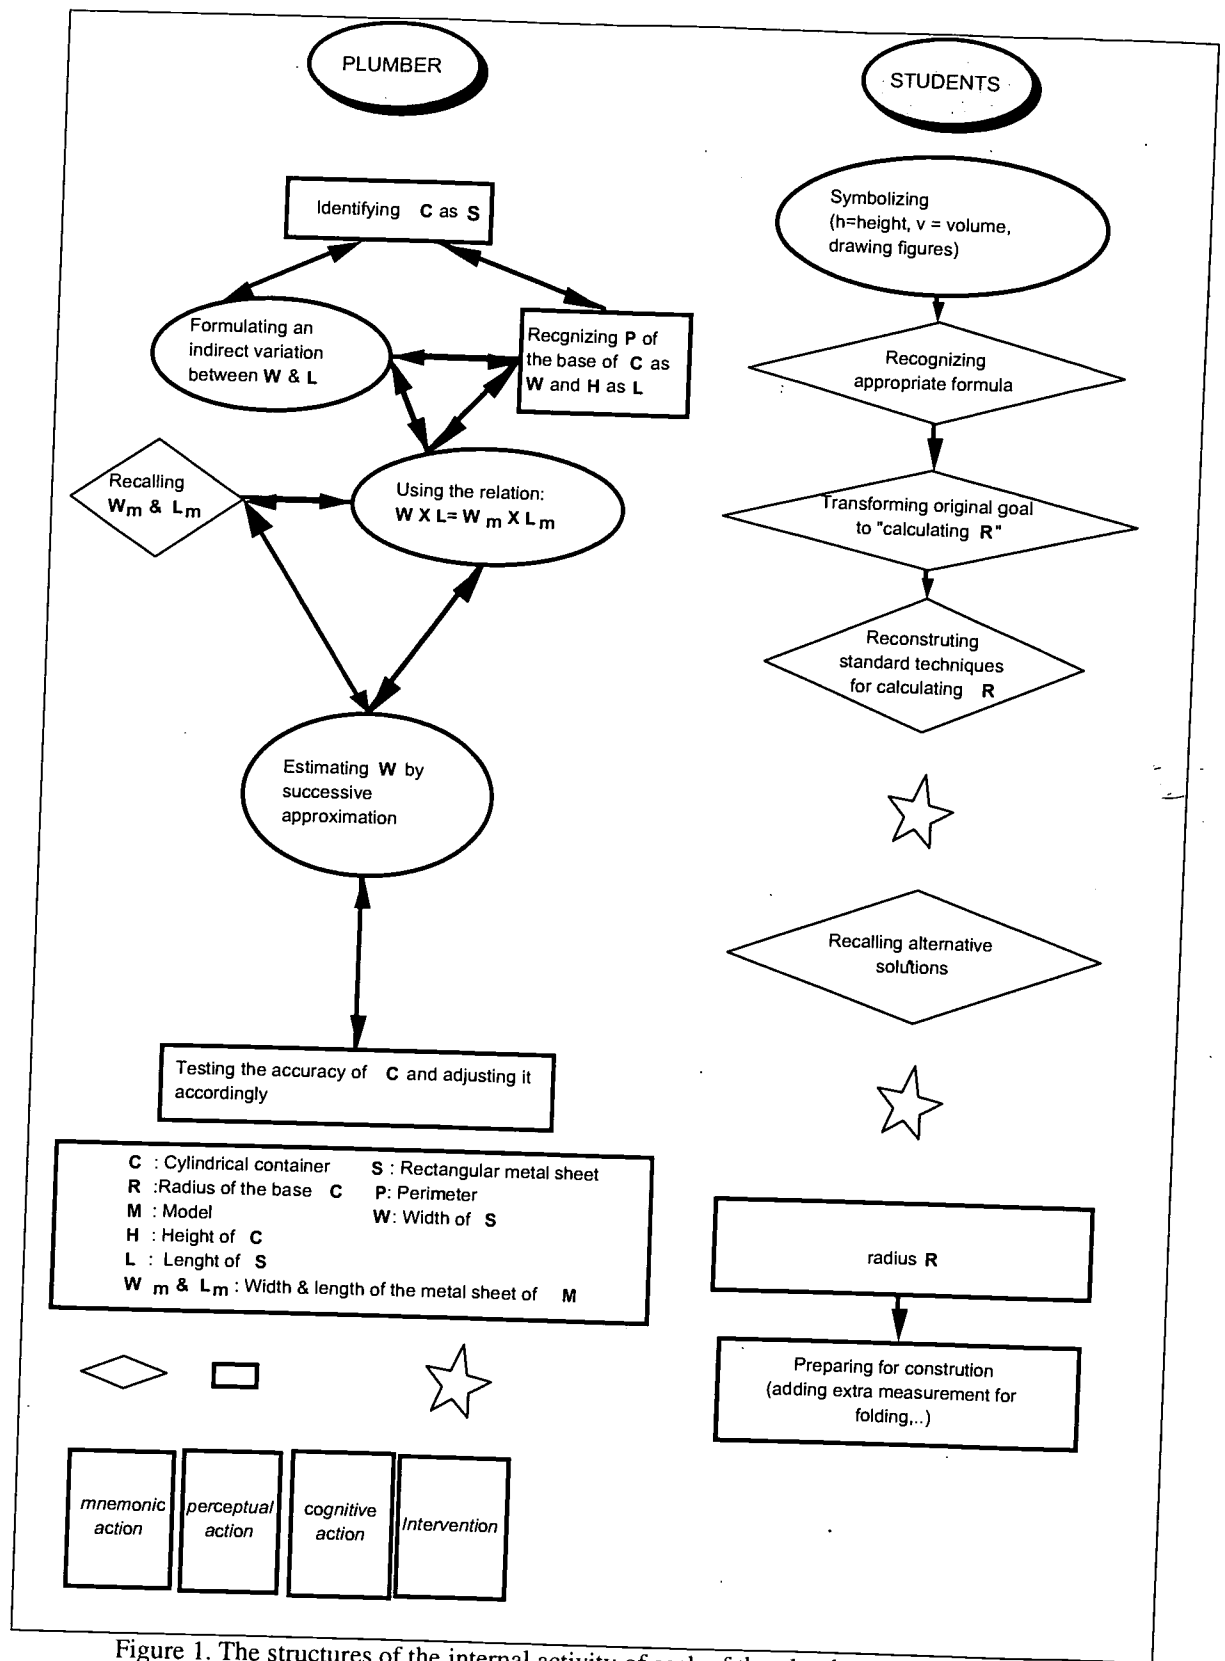 PLUMBER
STUDENTS
Identifying C as S
Formulating an
indirect variation
between W & L
Recgnizing P of
the base of C as
W and H as L
Recalling
Wm & Lm
Using the relation:
W X L= W m X Lm
Estimating W by
successive
approximation
Testing the accuracy of C and adjusting it
accordingly
Symbolizing
(h=height, v = volume,
drawing figures)
Recognizing
appropriate formula
Transforming original goal
to "calculating R"
Reconstruting
standard techniques
for calculating R
Recalling alternative
solutions
radius R
Preparing for constrution
(adding extra measurement for
folding,..)
C : Cylindrical container S : Rectangular metal sheet
R :Radius of the base C P: Perimeter
M : Model W: Width of S
H : Height of C
L : Lenght of S
W m & Lm : Width & length of the metal sheet of M
mnemonic
action
perceptual
action
cognitive
action
Intervention
Figure 1. The structures of the internal activity of